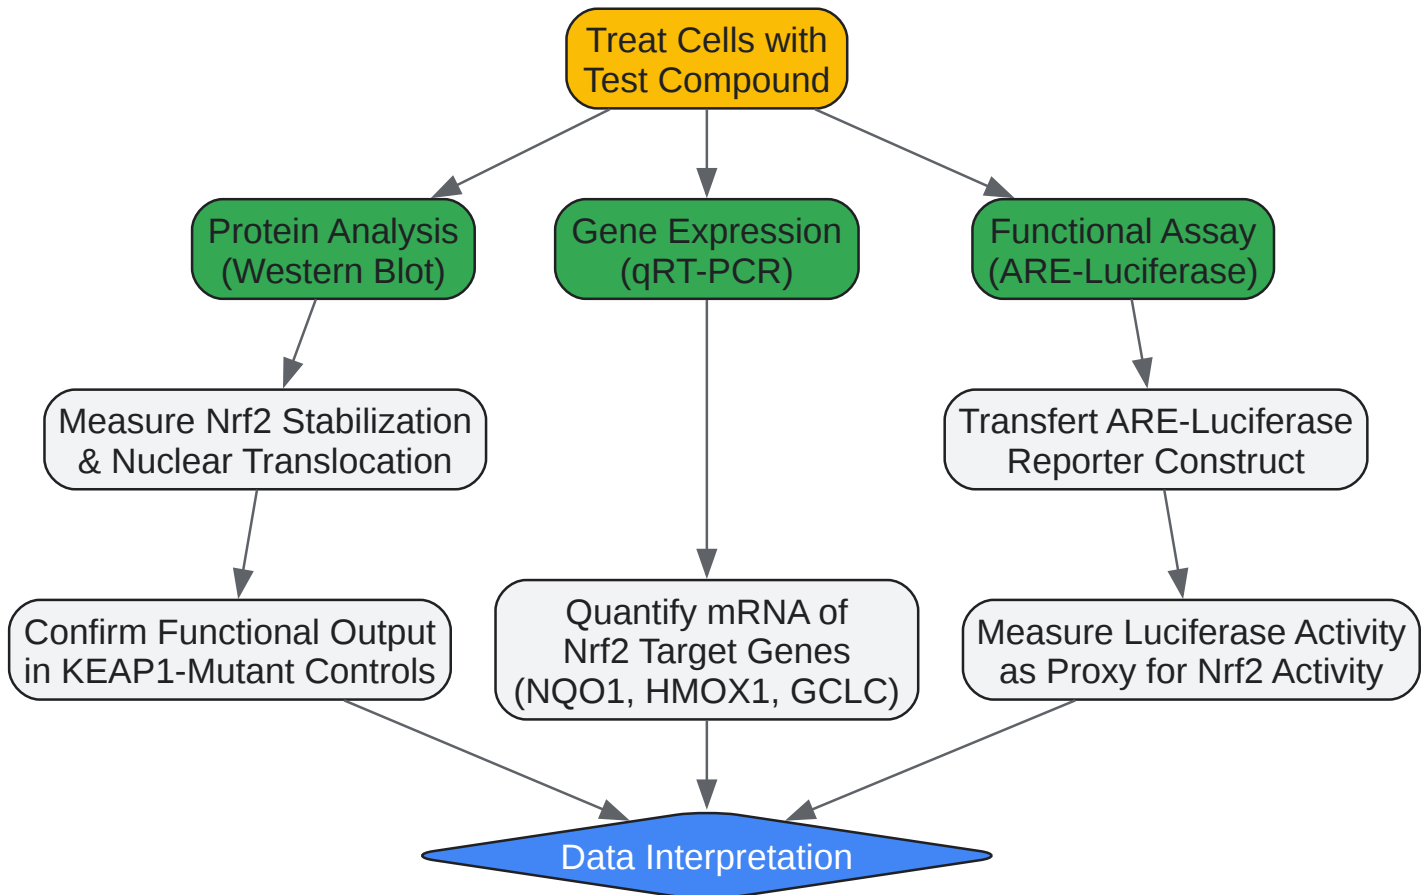 Treat Cells with
Test Compound
Protein Analysis
(Western Blot)
Gene Expression
(qRT-PCR)
Functional Assay
(ARE-Luciferase)
Measure Nrf2 Stabilization
& Nuclear Translocation
Transfert ARE-Luciferase
Reporter Construct
Confirm Functional Output
in KEAP1-Mutant Controls
Quantify mRNA of
Nrf2 Target Genes
(NQO1, HMOX1, GCLC)
Measure Luciferase Activity
as Proxy for Nrf2 Activity
Data Interpretation